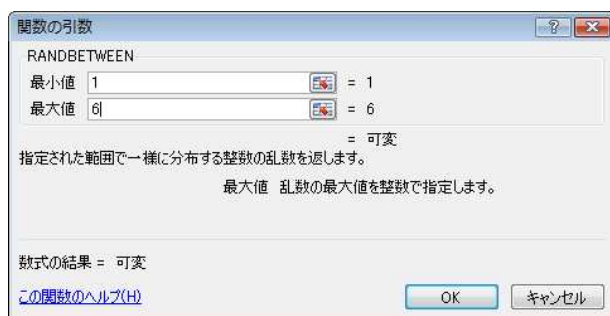 関数の引数
RANDBETWEEN
最小値 1 = 1
最大値 6 = 6
= 可変
指定された範囲で一様に分布する整数の乱数を返します。
最大値 乱数の最大値を整数で指定します。
数式の結果 = 可変
この関数のヘルプ(H)
OK キャンセル